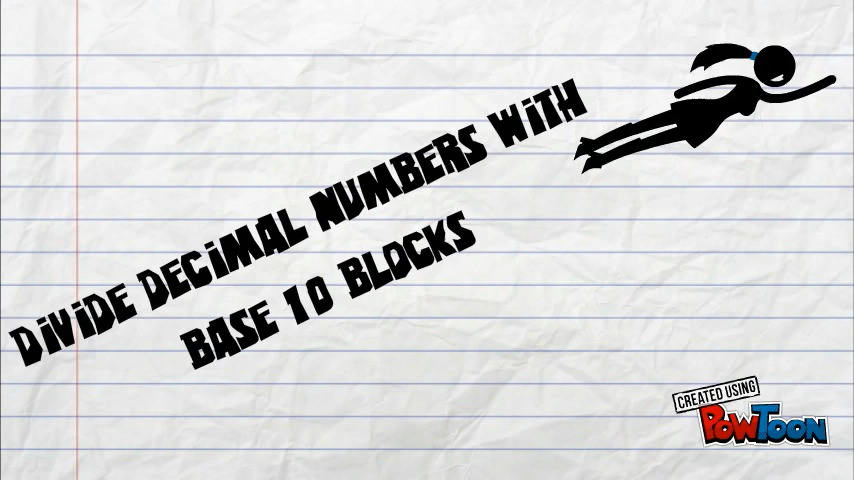 DiViDE DECiMAL NUMBERS WiTH
BASE 10 BLOCKS
CREATED USING
POWTOON